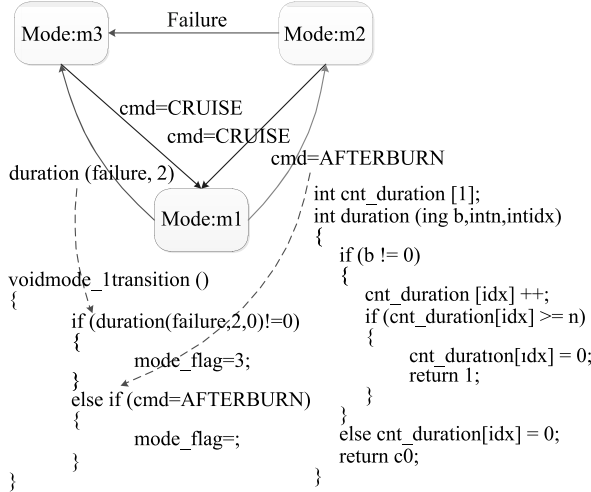 Failure
Mode:m3
Mode:m2
cmd=CRUISE
cmd=CRUISE
cmd=AFTERBURN
duration (failure, 2)
Mode:m1
voidmode_1transition ()
{
if (duration(failure,2,0)!=0)
{
mode_flag=3;
}
else if (cmd=AFTERBURN)
{
mode_flag=;
}
}
int cnt_duration [1];
int duration (ing b,intn,intidx)
{
if (b != 0)
{
cnt_duration [idx] ++;
if (cnt_duration[idx] >= n)
{
cnt_duration[idx] = 0;
return 1;
}
}
else cnt_duration[idx] = 0;
return c0;
}